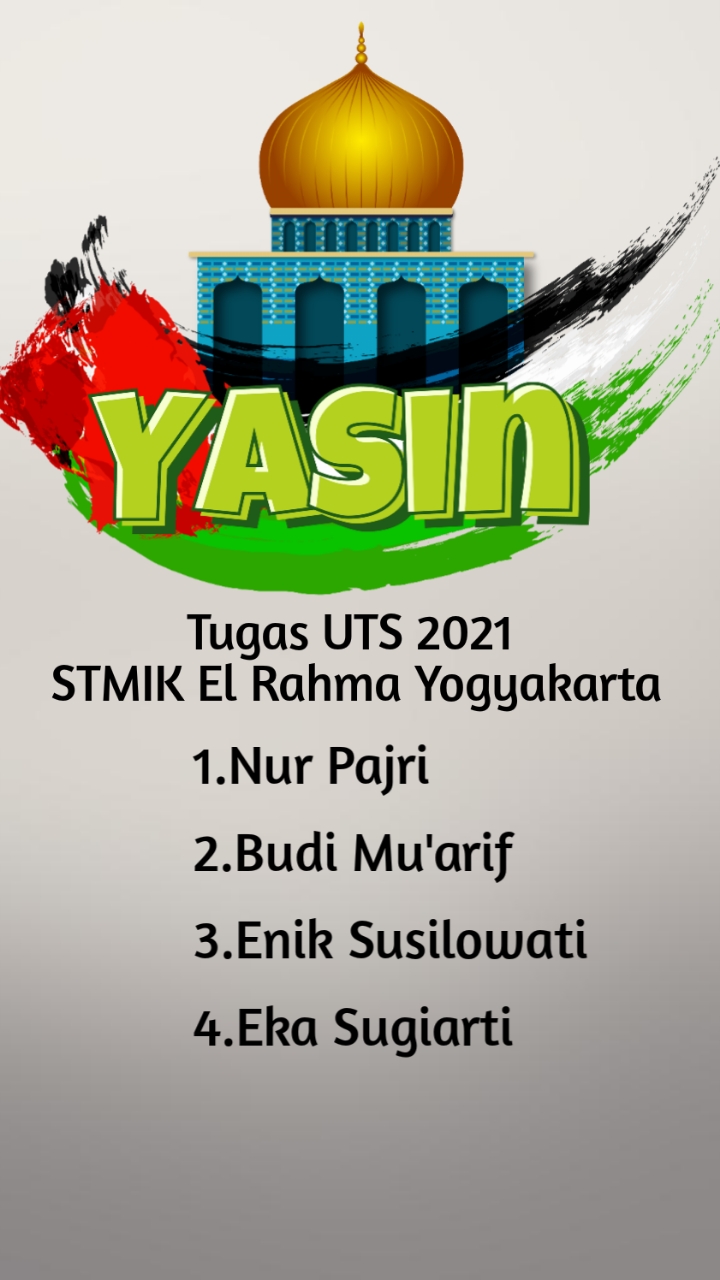 YASIN
Tugas UTS 2021
STMIK El Rahma Yogyakarta
1.Nur Pajri
2.Budi Mu'arif
3.Enik Susilowati
4.Eka Sugiarti